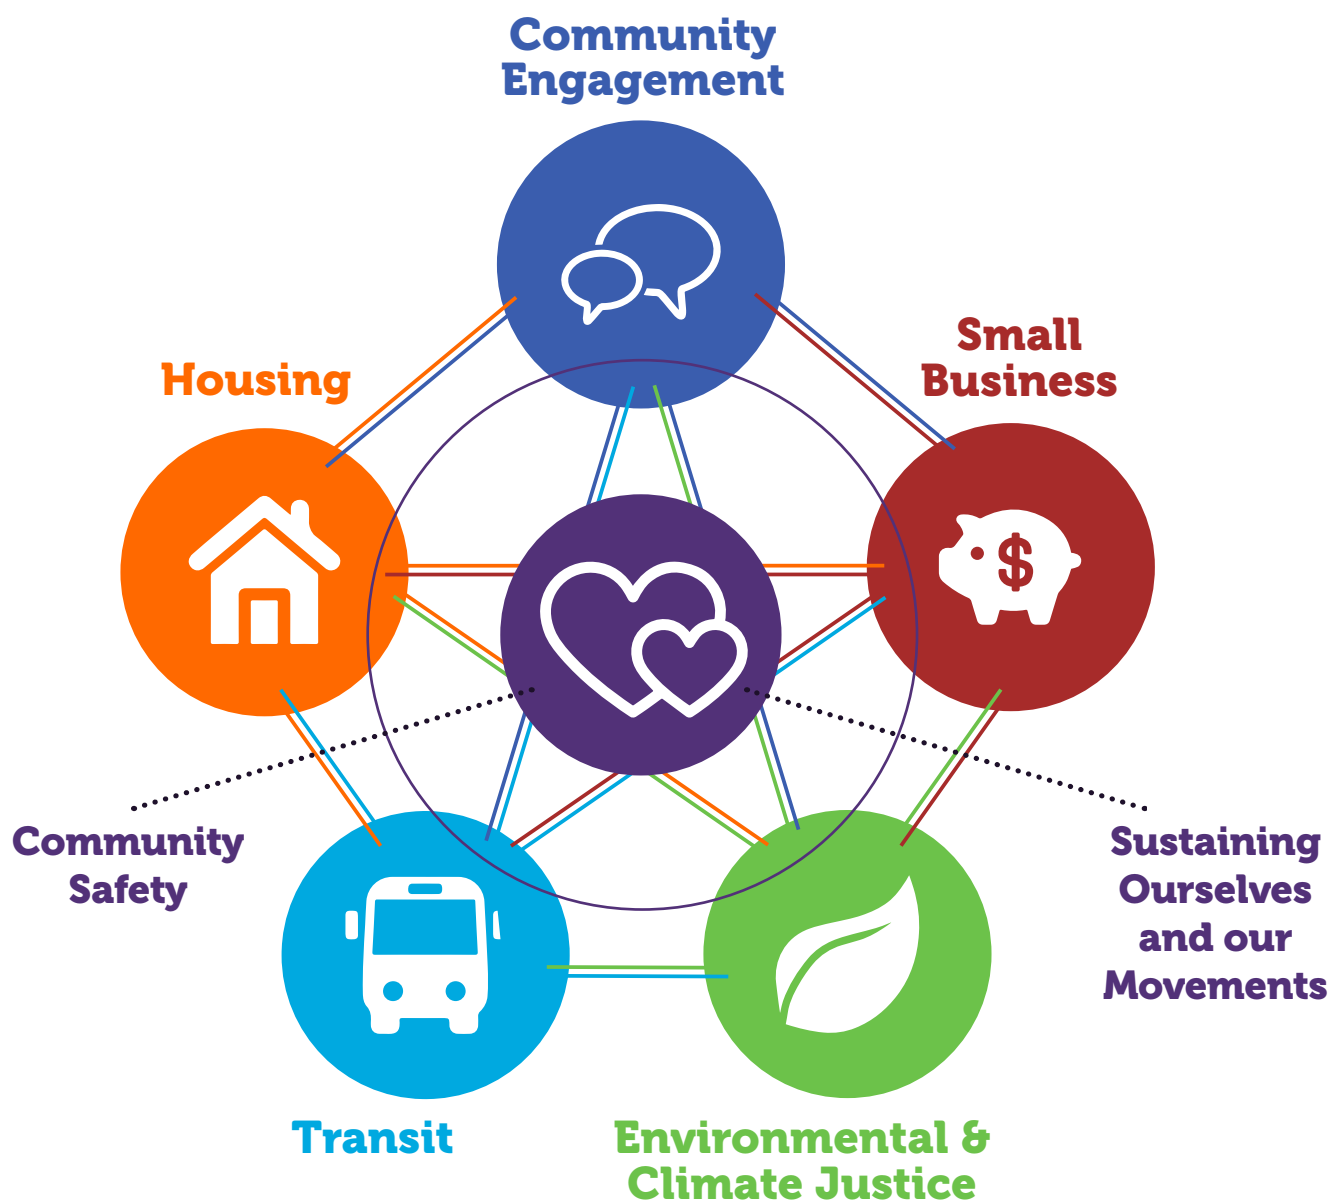 Community
Engagement
Small
Business
Housing
$
Community
Safety
Sustaining
Ourselves
and our
Movements
Transit
Environmental &
Climate Justice